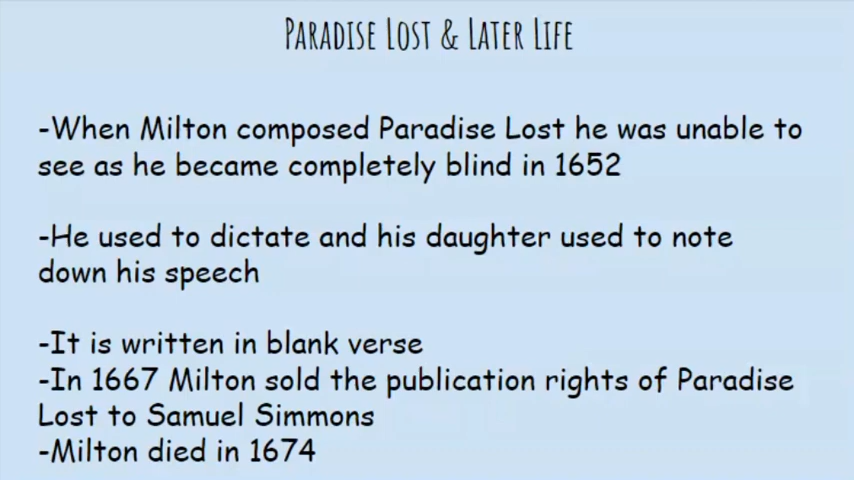 PARADISE LOST & LATER LIFE
-When Milton composed Paradise Lost he was unable to
see as he became completely blind in 1652
-He used to dictate and his daughter used to note
down his speech
-It is written in blank verse
-In 1667 Milton sold the publication rights of Paradise
Lost to Samuel Simmons
-Milton died in 1674